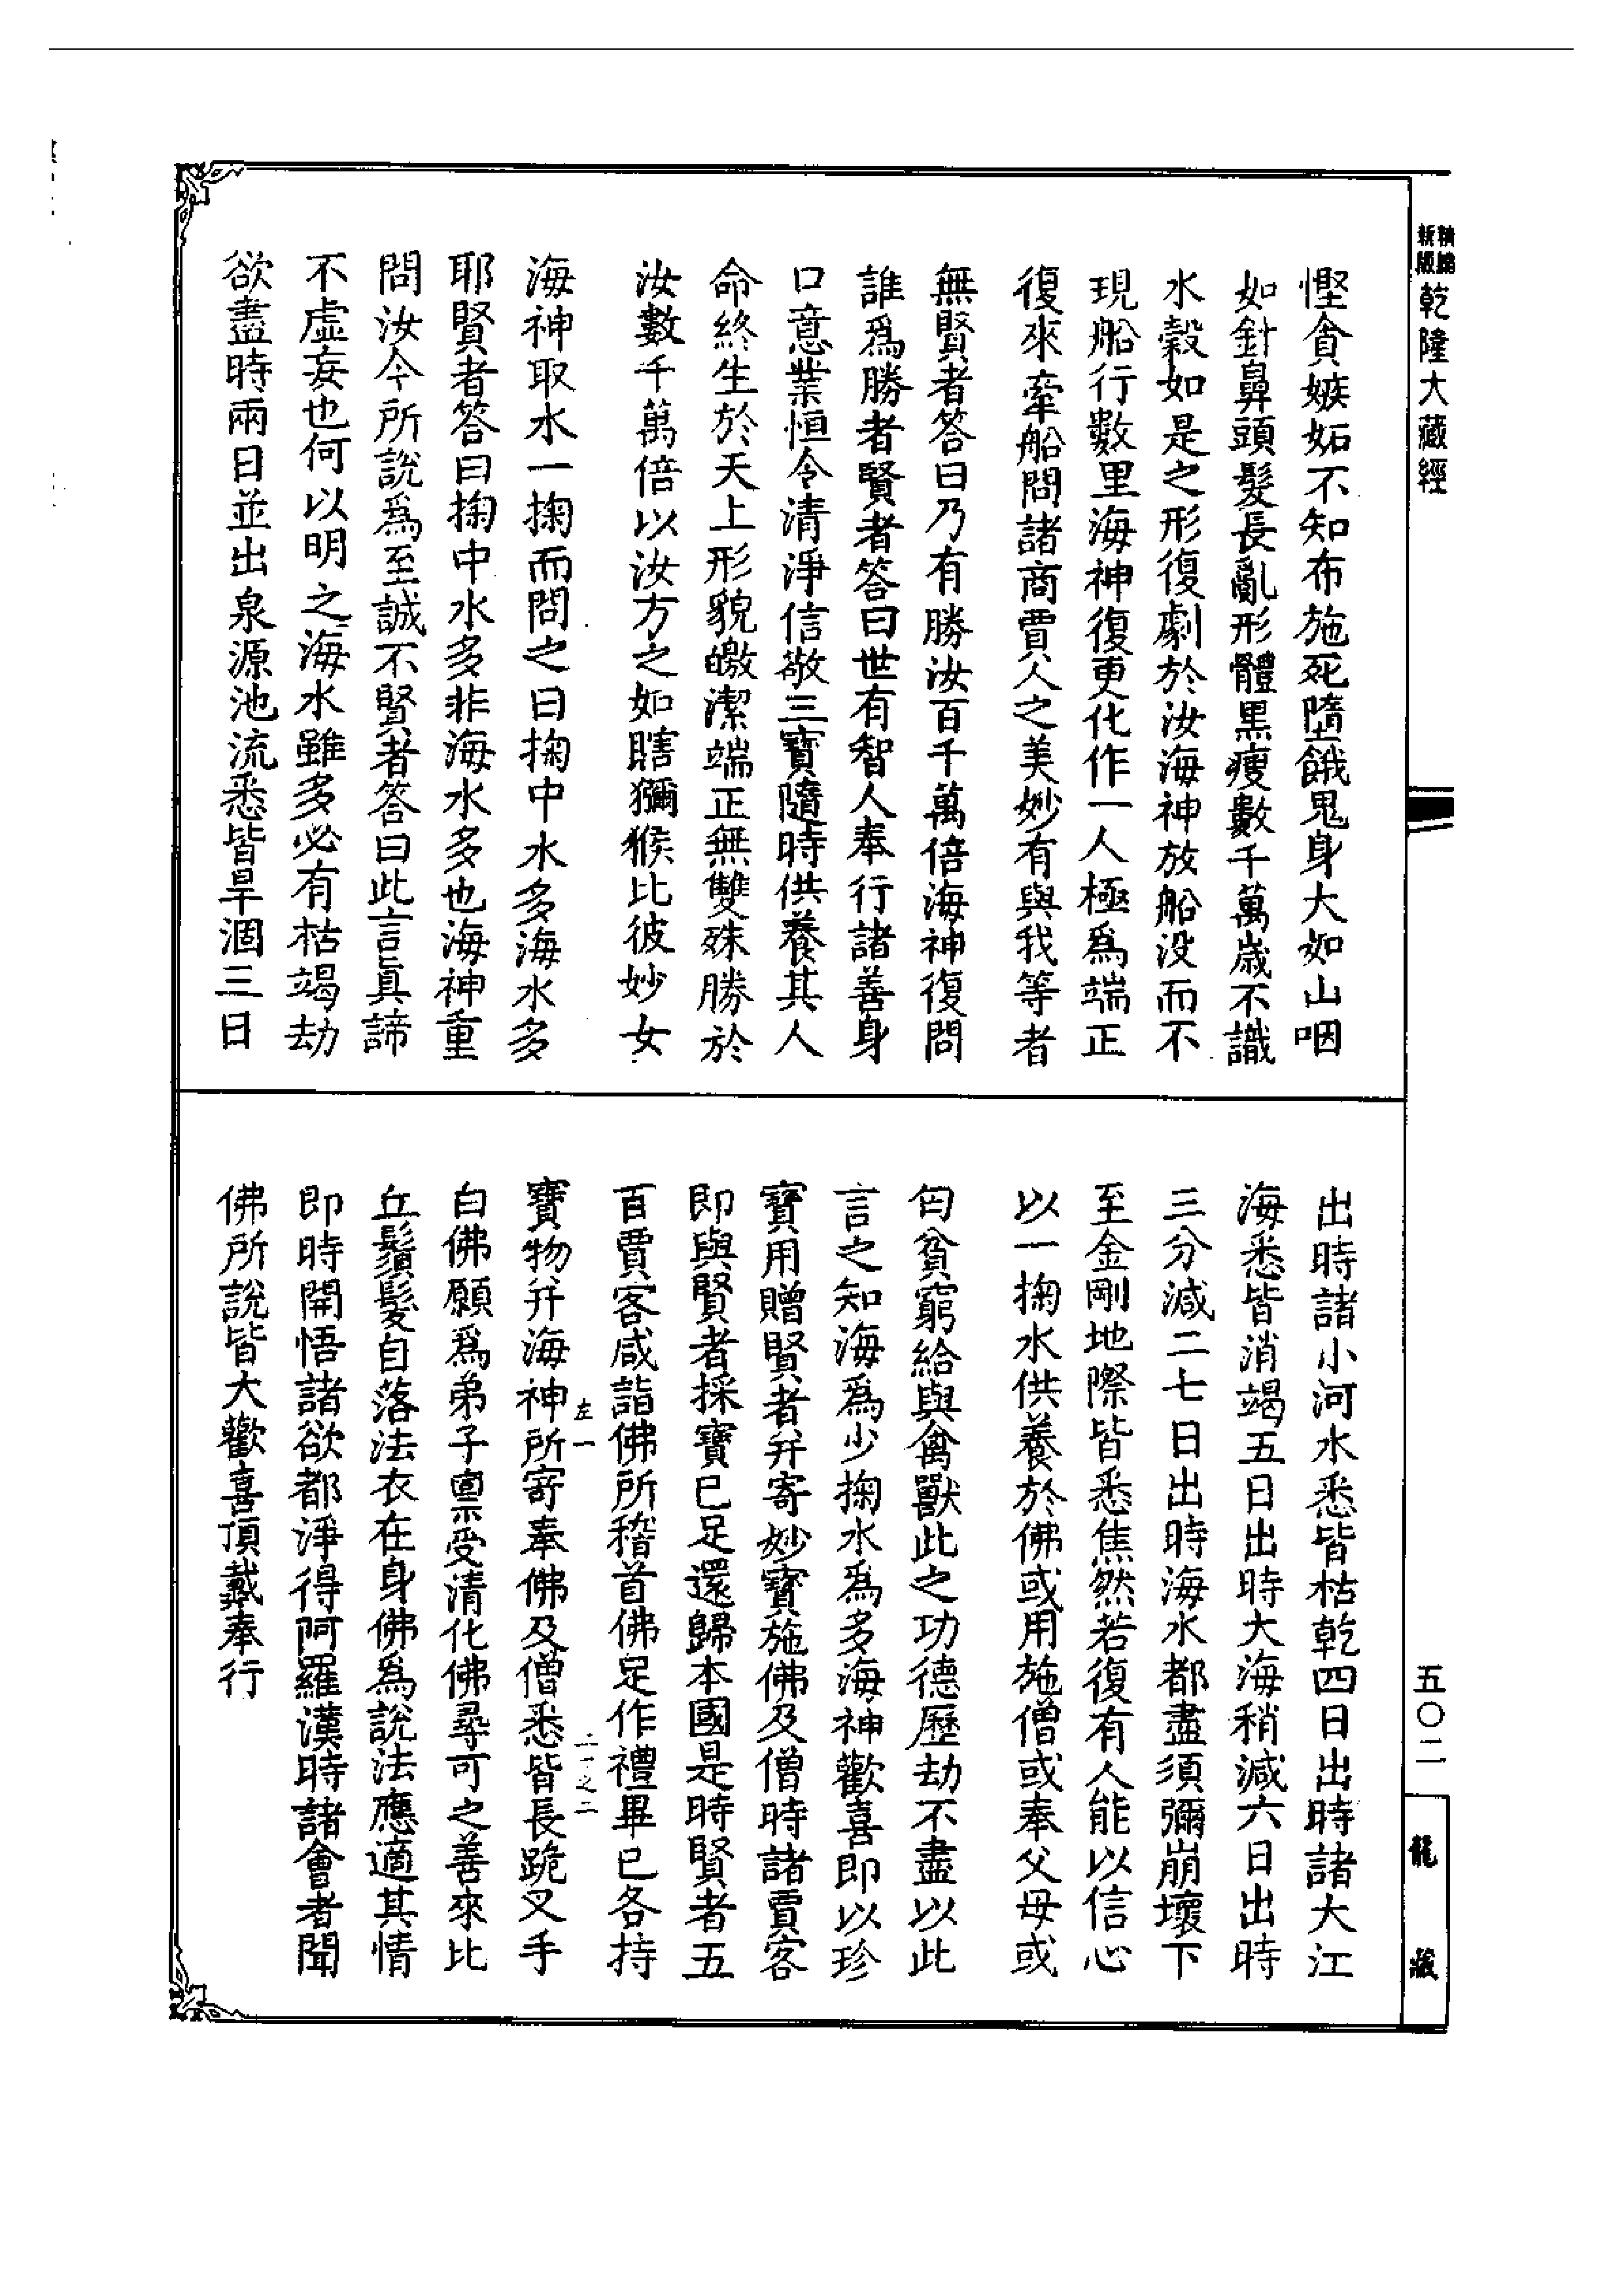 精編
新版
乾隆大藏經
慳貪嫉妬不知布施死墮餓鬼身大如山咽
如針鼻頭髮長亂形體黑瘦數千萬歲不識
水穀如是之形復劇於汝海神放船没而不
現船行數里海神復更化作一人極爲端正
復來牽船問諸商賈人之美妙有與我等者
無賢者答曰乃有勝汝百千萬倍海神復問
誰爲勝者賢者答曰世有智人奉行諸善身
口意業恒令清淨信敬三寶隨時供養其人
命終生於天上形貌皦潔端正無雙殊勝於
汝數千萬倍以汝方之如瞎獼猴比彼妙女
海神取水一掬而問之曰掬中水多海水多
耶賢者答曰掬中水多非海水多也海神重
問汝今所說爲至誠不賢者答曰此言眞諦
不虛妄也何以明之海水雖多必有枯竭劫
欲盡時兩日並出泉源池流悉皆旱涸三日
出時諸小河水悉皆枯乾四日出時諸大江
海悉皆消竭五日出時大海稍減六日出時
三分減二七日出時海水都盡須彌崩壞下
至金剛地際皆悉焦然若復有人能以信心
以一掬水供養於佛或用施僧或奉父母或
匄貧窮給與禽獸此之功德歷劫不盡以此
言之知海爲少掬水爲多海神歡喜即以珍
寶用贈賢者并寄妙寶施佛及僧時諸賈客
即與賢者採寶已足還歸本國是時賢者五
百賈客咸詣佛所稽首佛足作禮畢已各持
左一
二丁之二
寶物并海神所寄奉佛及僧悉皆長跪叉手
白佛願爲弟子禀受清化佛尋可之善來比
丘鬚髮自落法衣在身佛爲說法應適其情
即時開悟諸欲都淨得阿羅漢時諸會者聞
佛所說皆大歡喜頂戴奉行
五〇二
龍藏